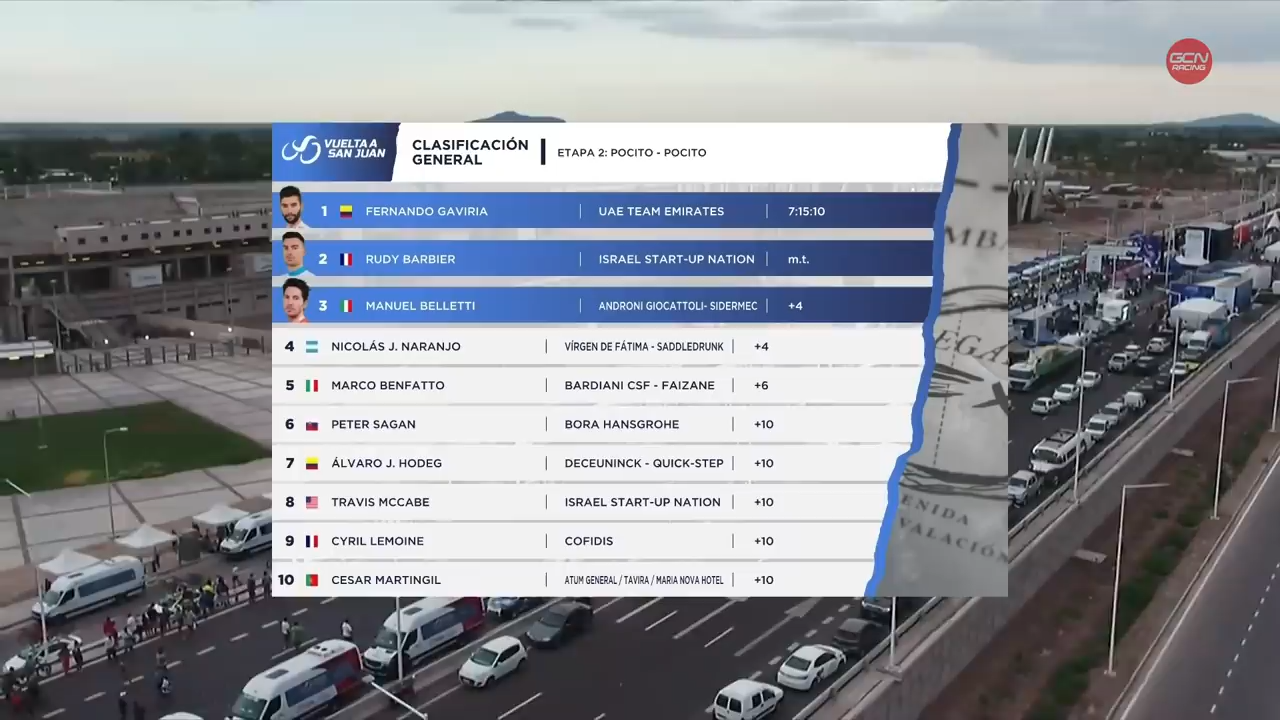 GCN
RACING
VUELTA A
SAN JUAN
CLASIFICACIÓN
GENERAL
ETAPA 2: POCITO - POCITO
1 FERNANDO GAVIRIA UAE TEAM EMIRATES 7:15:10
2 RUDY BARBIER ISRAEL START-UP NATION m.t.
3 MANUEL BELLETTI ANDRONI GIOCATTOLI- SIDERMEC +4
4 NICOLÁS J. NARANJO VÍRGEN DE FÁTIMA - SADDLEDRUNK +4
5 MARCO BENFATTO BARDIANI CSF - FAIZANE +6
6 PETER SAGAN BORA HANSGROHE +10
7 ÁLVARO J. HODEG DECEUNINCK - QUICK-STEP +10
8 TRAVIS MCCABE ISRAEL START-UP NATION +10
9 CYRIL LEMOINE COFIDIS +10
10 CESAR MARTINGIL ATUM GENERAL / TAVIRA / MARIA NOVA HOTEL +10